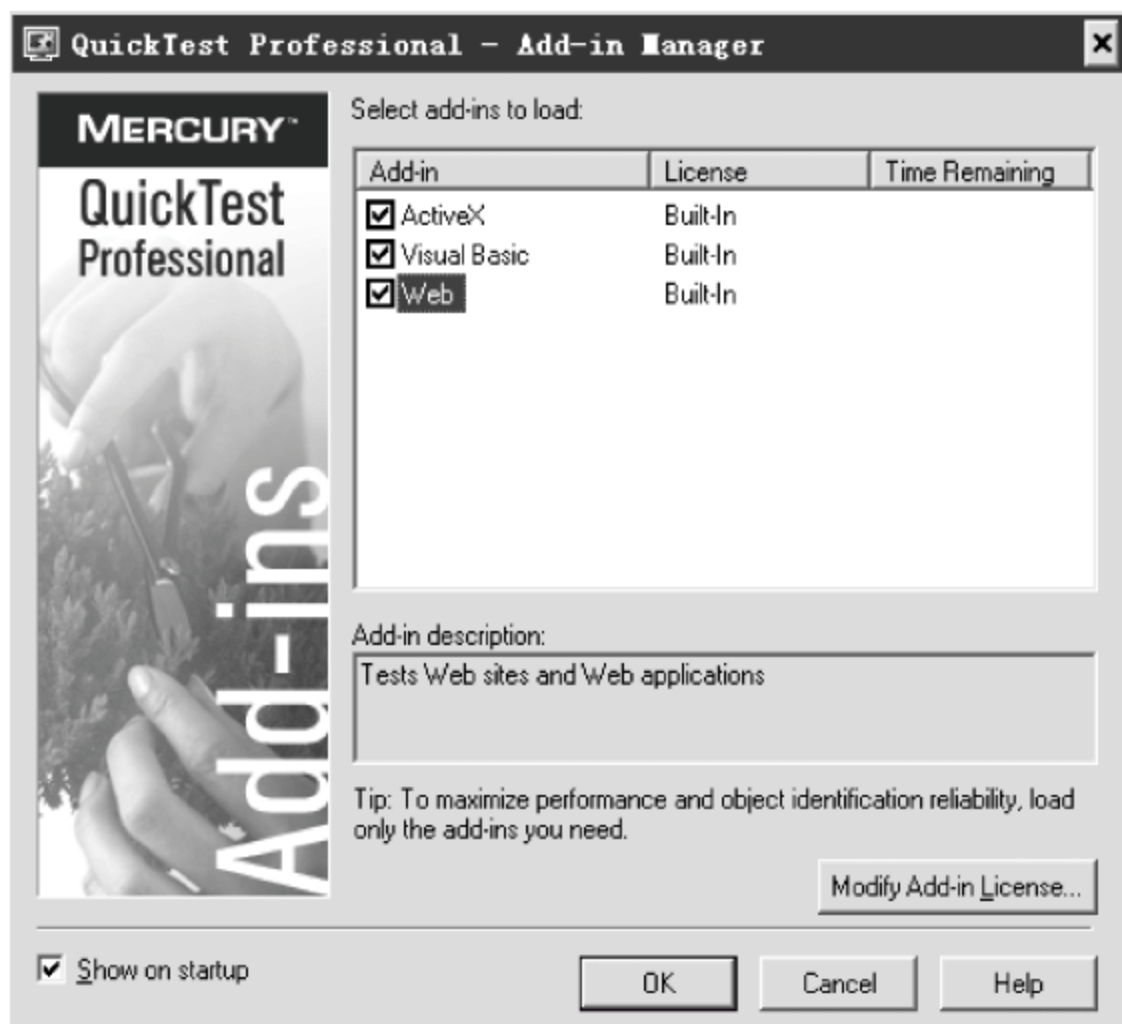 QuickTest Professional - Add-in Manager
MERCURY™
QuickTest
Professional
Add-ins
Select add-ins to load:
Add-in License Time Remaining
ActiveX Built-In
Visual Basic Built-In
Web Built-In
Add-in description:
Tests Web sites and Web applications
Tip: To maximize performance and object identification reliability, load
only the add-ins you need.
Modify Add-in License...
Show on startup
OK Cancel Help